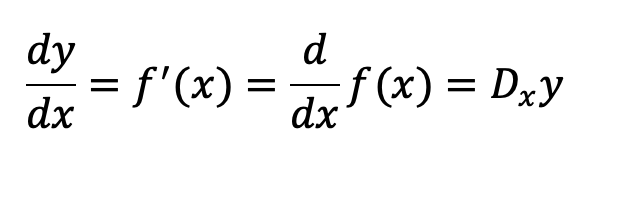 dy/dx = f'(x) = d/dx f(x) = Dₓy